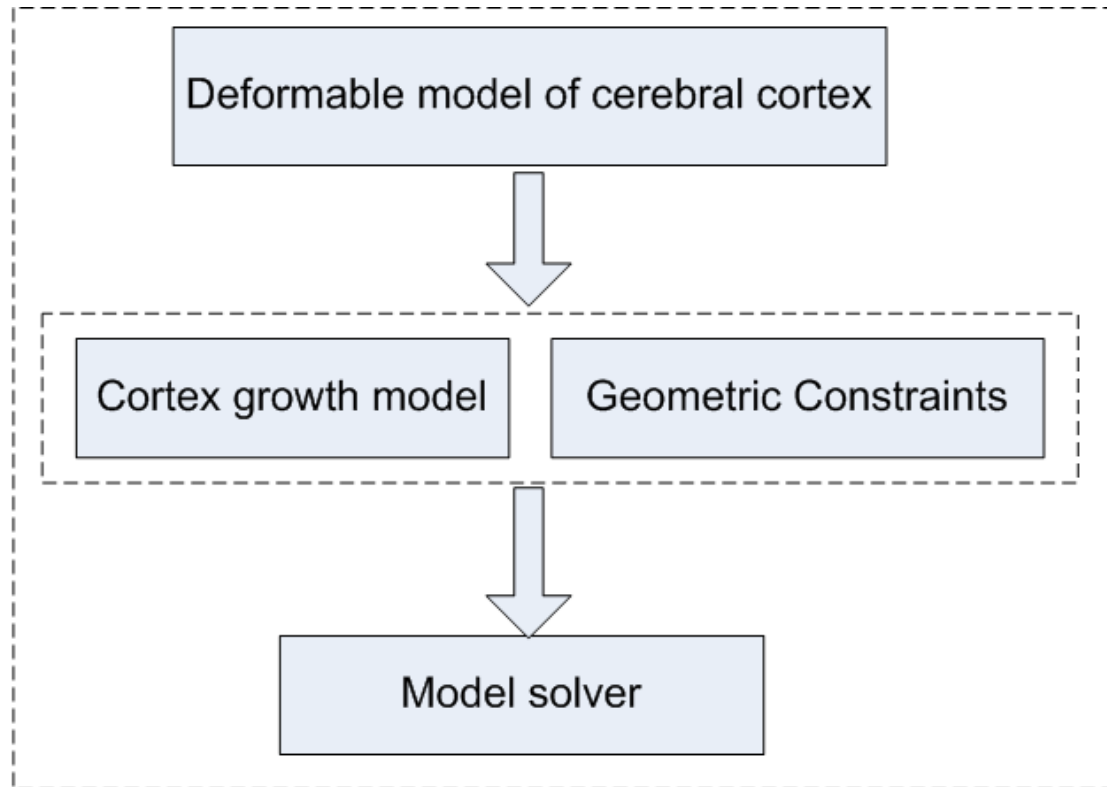 Deformable model of cerebral cortex
Cortex growth model
Geometric Constraints
Model solver